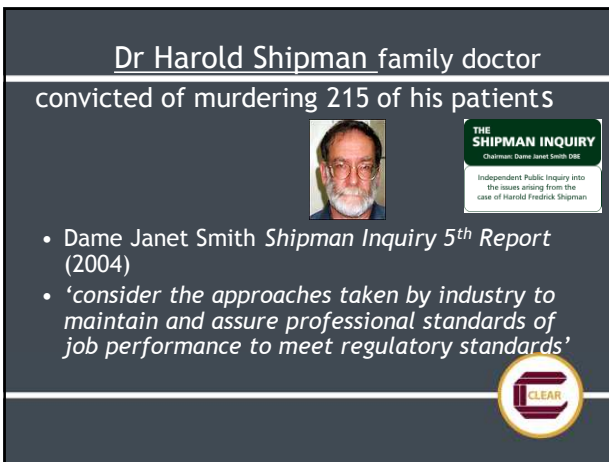 Dr Harold Shipman family doctor
convicted of murdering 215 of his patients
THE
SHIPMAN INQUIRY
Chairman: Dame Janet Smith DBE
Independent Public Inquiry into
the issues arising from the
case of Harold Fredrick Shipman
• Dame Janet Smith Shipman Inquiry 5th Report
(2004)
• ‘consider the approaches taken by industry to
maintain and assure professional standards of
job performance to meet regulatory standards’
CLEAR